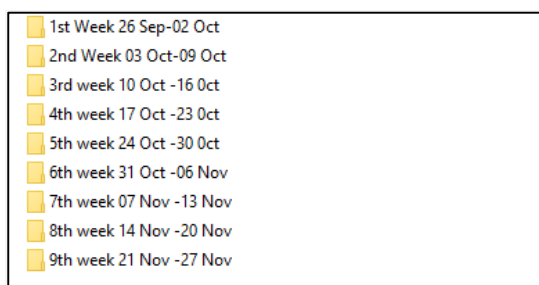 1st Week 26 Sep-02 Oct
2nd Week 03 Oct-09 Oct
3rd week 10 Oct -16 0ct
4th week 17 Oct -23 0ct
5th week 24 Oct -30 0ct
6th week 31 Oct -06 Nov
7th week 07 Nov -13 Nov
8th week 14 Nov -20 Nov
9th week 21 Nov -27 Nov